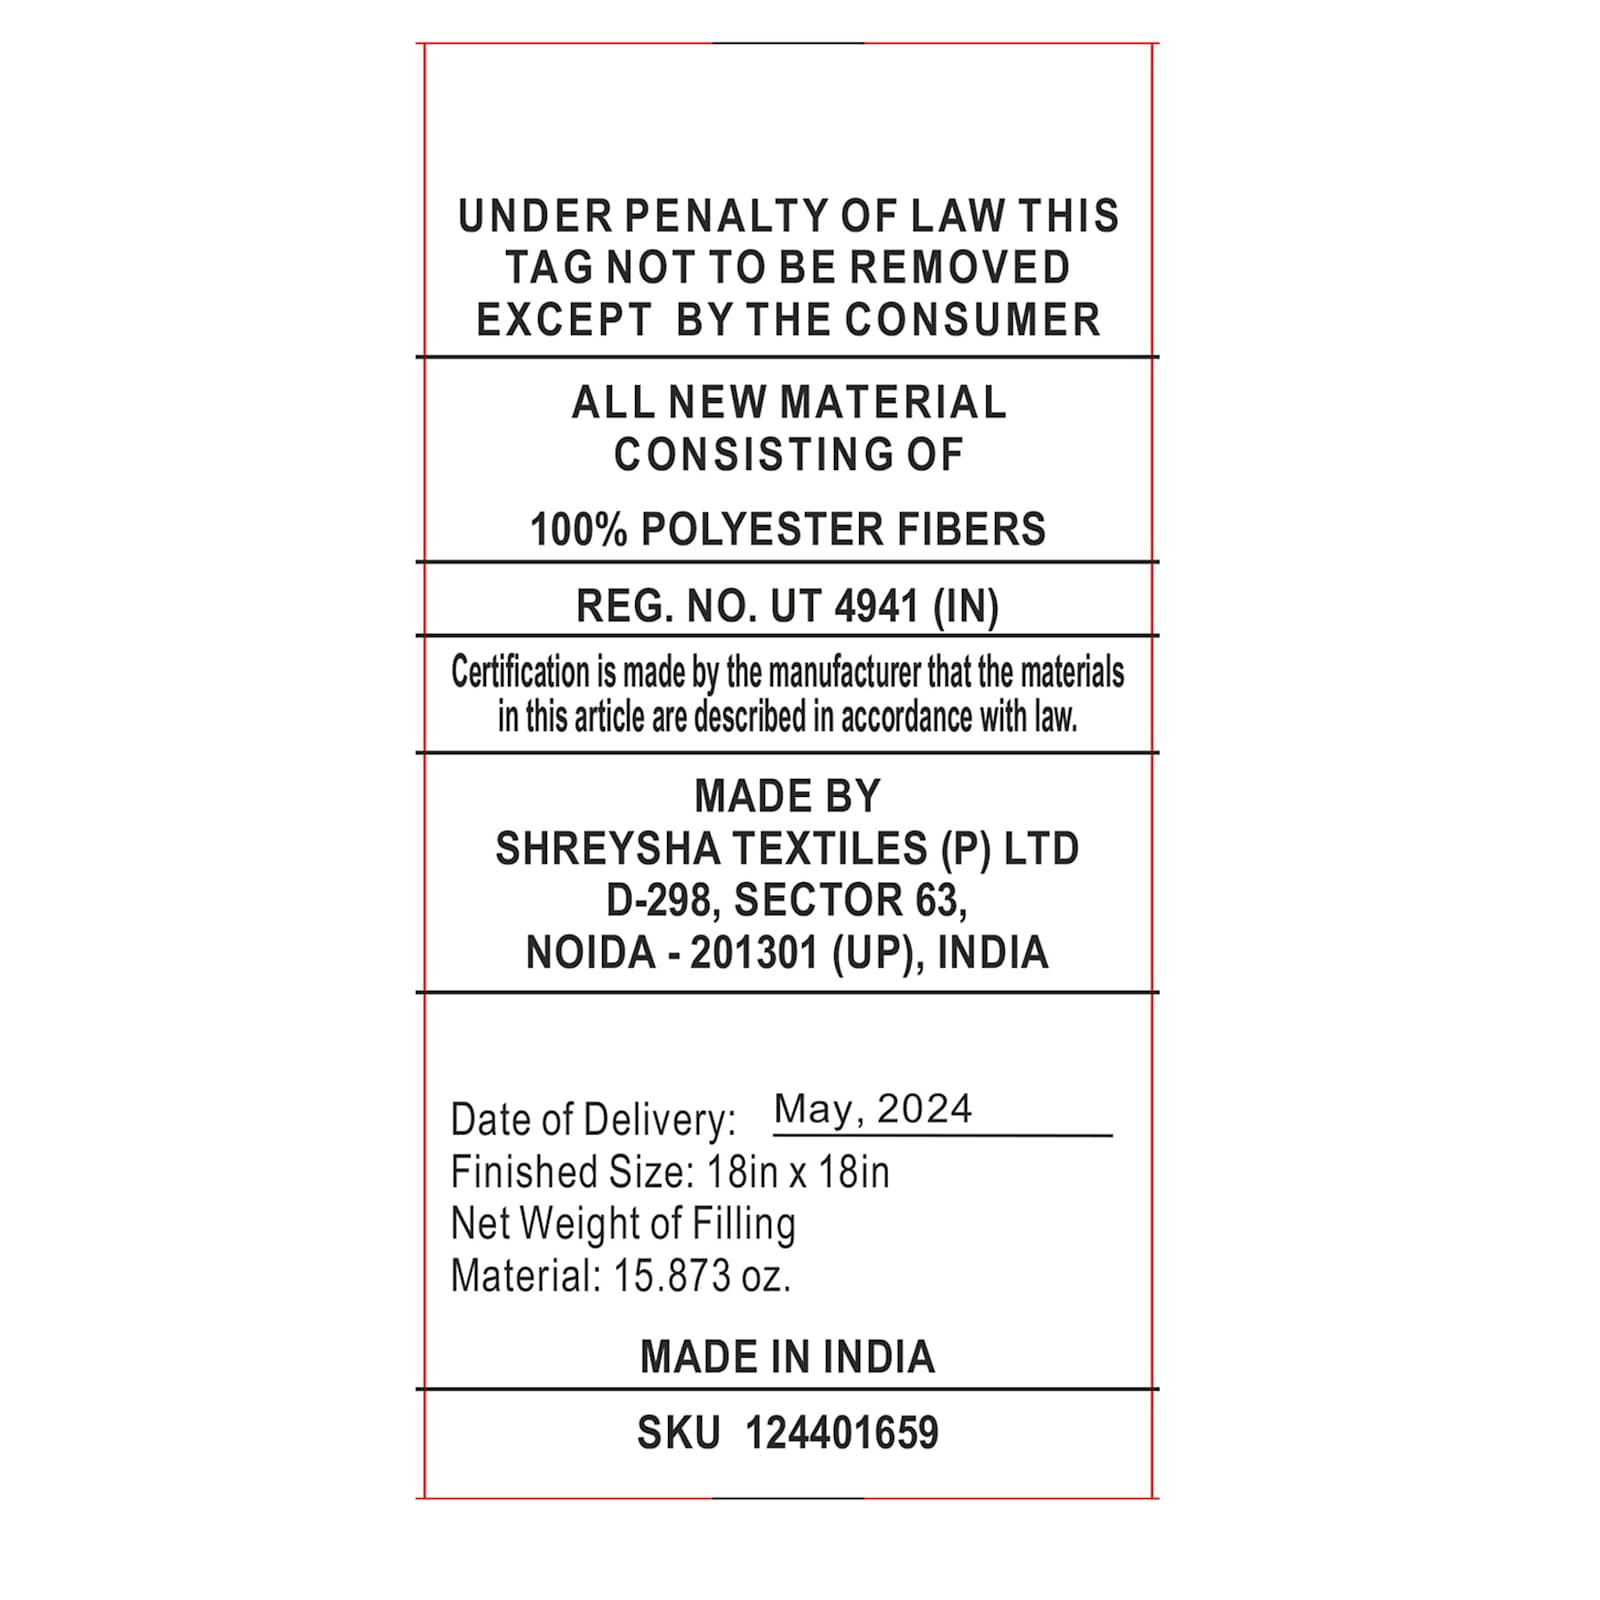 UNDER PENALTY OF LAW THIS
TAG NOT TO BE REMOVED
EXCEPT BY THE CONSUMER
ALL NEW MATERIAL
CONSISTING OF
100% POLYESTER FIBERS
REG. NO. UT 4941 (IN)
Certification is made by the manufacturer that the materials
in this article are described in accordance with law.
MADE BY
SHREYSHA TEXTILES (P) LTD
D-298, SECTOR 63,
NOIDA - 201301 (UP), INDIA
Date of Delivery: May, 2024
Finished Size: 18in x 18in
Net Weight of Filling
Material: 15.873 oz.
MADE IN INDIA
SKU 124401659